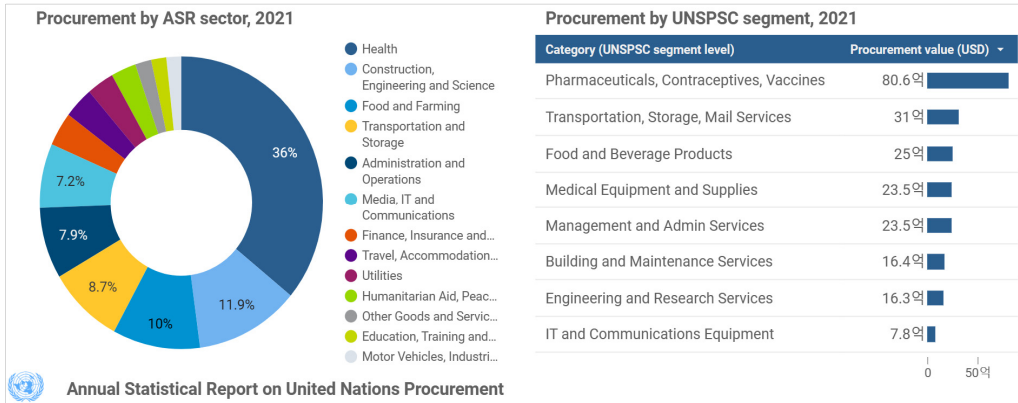 Procurement by ASR sector, 2021
36%
11.9%
10%
8.7%
7.9%
7.2%
Health
Construction,
Engineering and Science
Food and Farming
Transportation and
Storage
Administration and
Operations
Media, IT and
Communications
Finance, Insurance and...
Travel, Accommodation...
Utilities
Humanitarian Aid, Peac...
Other Goods and Servic...
Education, Training and...
Motor Vehicles, Industri...
Procurement by UNSPSC segment, 2021
Category (UNSPSC segment level) Procurement value (USD)
Pharmaceuticals, Contraceptives, Vaccines 80.6억
Transportation, Storage, Mail Services 31억
Food and Beverage Products 25억
Medical Equipment and Supplies 23.5억
Management and Admin Services 23.5억
Building and Maintenance Services 16.4억
Engineering and Research Services 16.3억
IT and Communications Equipment 7.8억
0 50억
Annual Statistical Report on United Nations Procurement